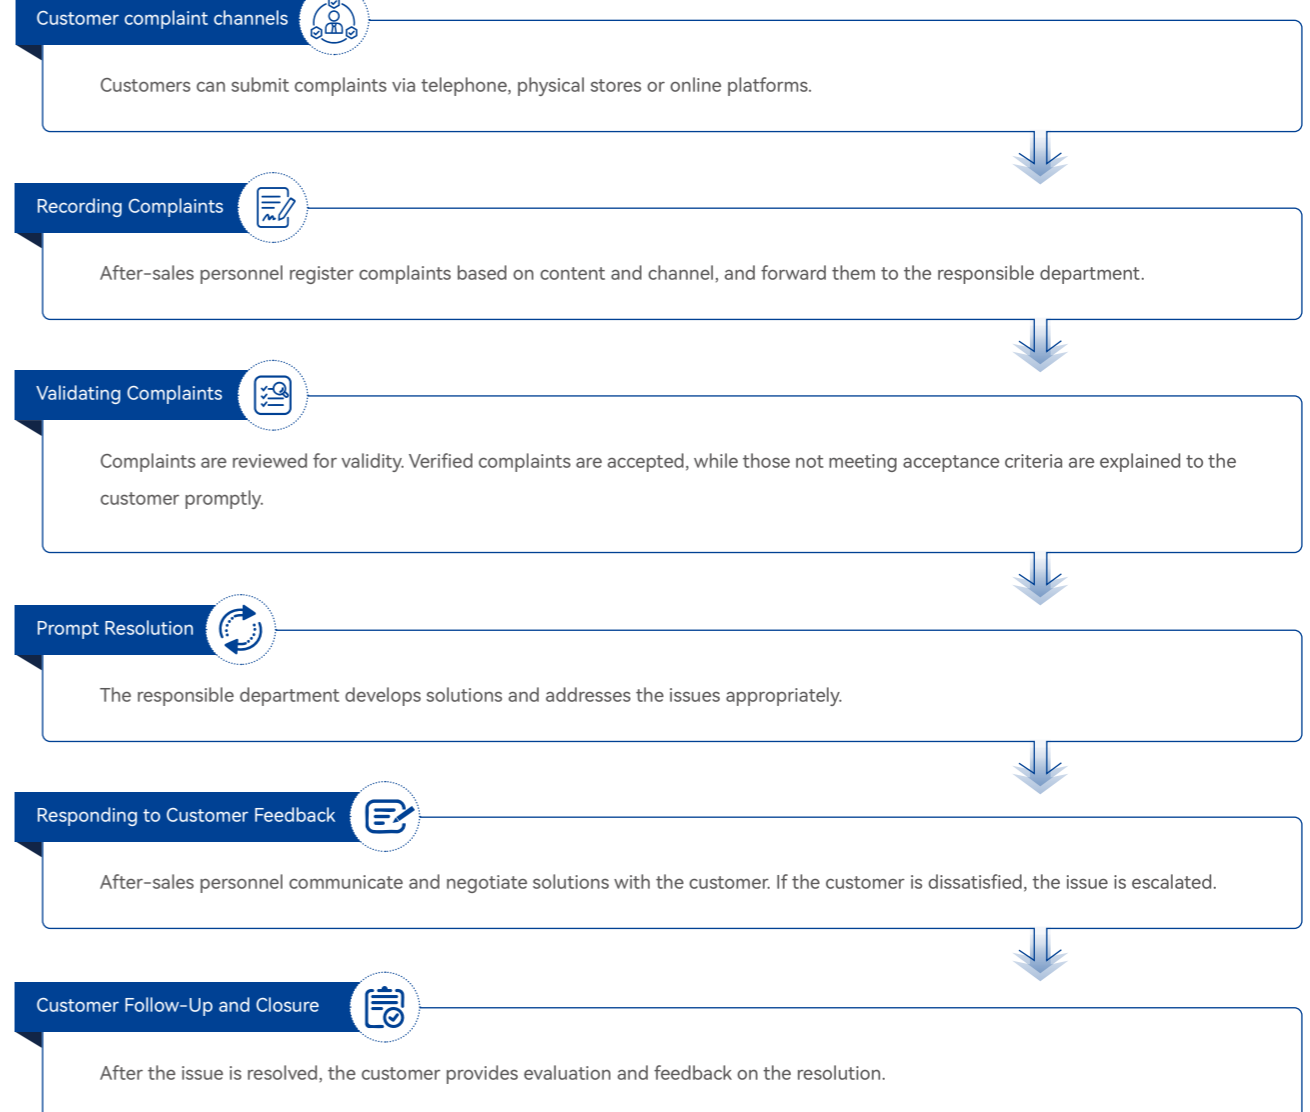 Customer complaint channels
Customers can submit complaints via telephone, physical stores or online platforms.
Recording Complaints
After-sales personnel register complaints based on content and channel, and forward them to the responsible department.
Validating Complaints
Complaints are reviewed for validity. Verified complaints are accepted, while those not meeting acceptance criteria are explained to the
customer promptly.
Prompt Resolution
The responsible department develops solutions and addresses the issues appropriately.
Responding to Customer Feedback
After-sales personnel communicate and negotiate solutions with the customer. If the customer is dissatisfied, the issue is escalated.
Customer Follow-Up and Closure
After the issue is resolved, the customer provides evaluation and feedback on the resolution.